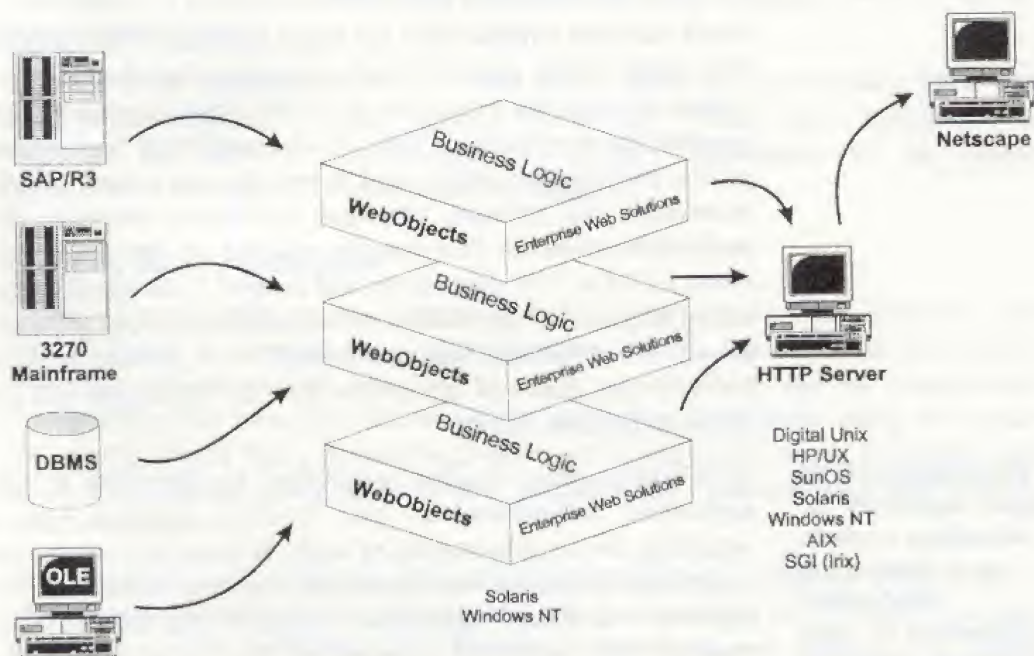 Netscape
SAP/R3
Business Logic
WebObjects
Enterprise Web Solutions
3270
Mainframe
Business Logic
WebObjects
Enterprise Web Solutions
HTTP Server
DBMS
Business Logic
WebObjects
Enterprise Web Solutions
Digital Unix
HP/UX
SunOS
Solaris
Windows NT
AIX
SGI (Irix)
OLE
Solaris
Windows NT